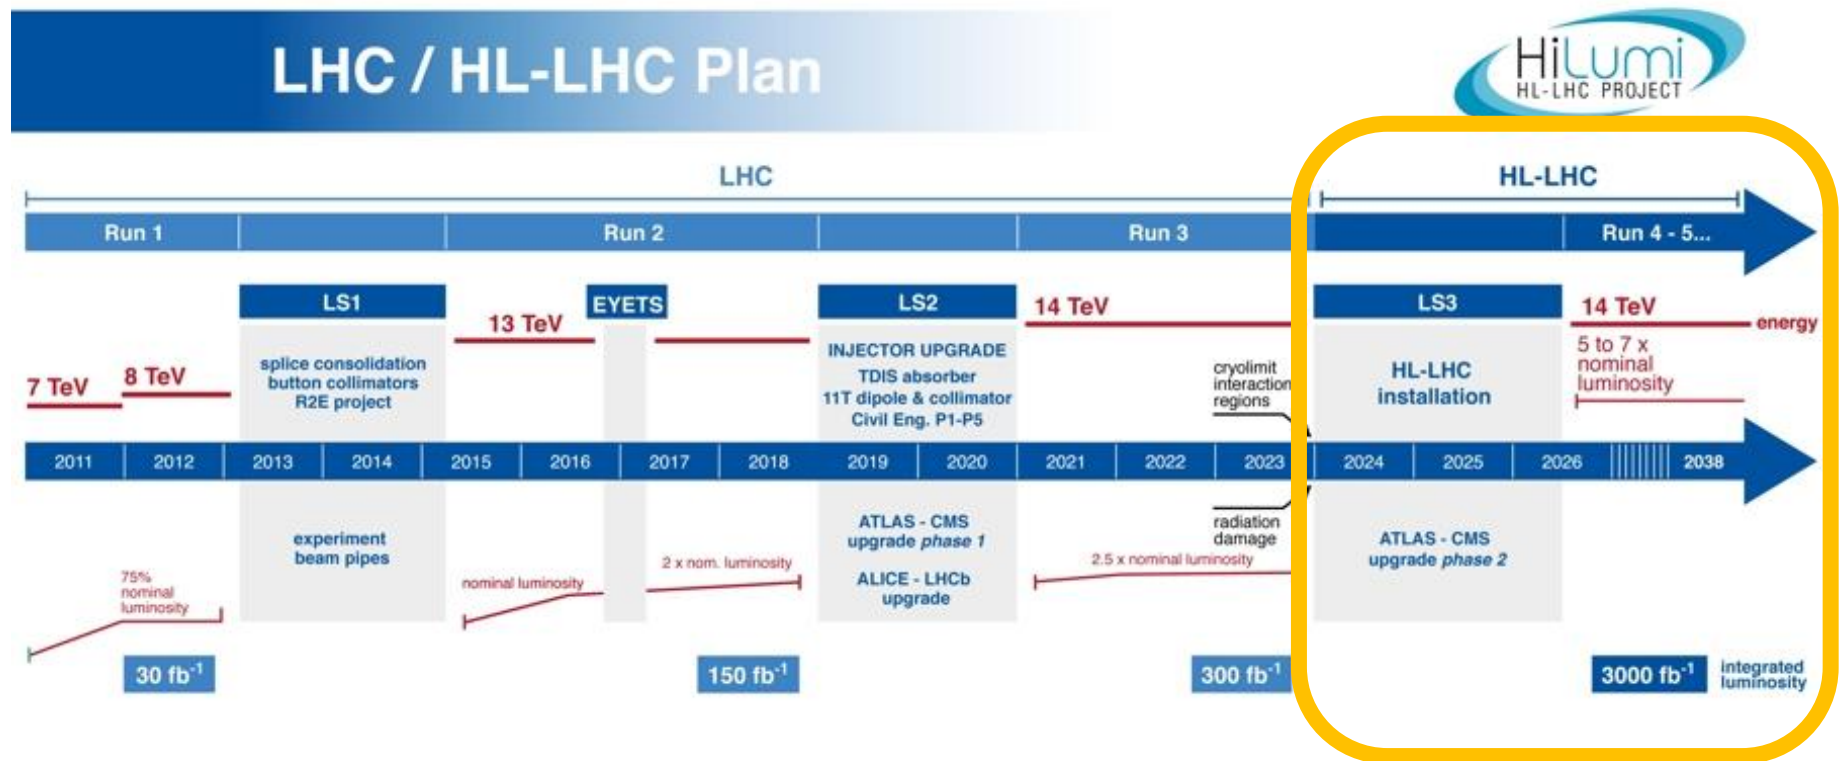 LHC / HL-LHC Plan
HiLumi
HL-LHC PROJECT
LHC
HL-LHC
Run 1
Run 2
Run 3
Run 4 - 5...
LS1
EYETS
LS2
LS3
7 TeV
8 TeV
13 TeV
14 TeV
14 TeV
energy
splice consolidation
button collimators
R2E project
INJECTOR UPGRADE
TDIS absorber
11T dipole & collimator
Civil Eng. P1-P5
cryolimit
interaction
regions
HL-LHC
installation
5 to 7 x
nominal
luminosity
2011
2012
2013
2014
2015
2016
2017
2018
2019
2020
2021
2022
2023
2024
2025
2026
2038
75%
nominal
luminosity
experiment
beam pipes
nominal luminosity
2 x nom. luminosity
ATLAS - CMS
upgrade phase 1
ALICE - LHCb
upgrade
2.5 x nominal luminosity
radiation
damage
ATLAS - CMS
upgrade phase 2
30 fb⁻¹
150 fb⁻¹
300 fb⁻¹
3000 fb⁻¹
integrated
luminosity